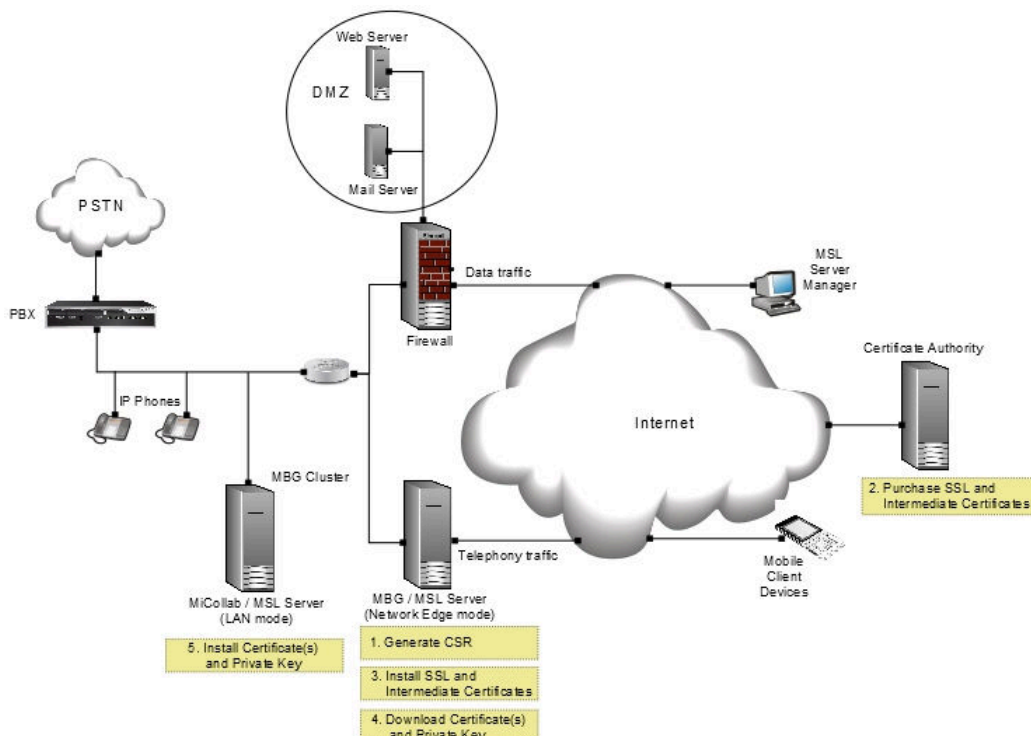 Web Server
DMZ
Mail Server
PSTN
PBX
IP Phones
Firewall
Firewall
Data traffic
MSL
Server
Manager
Certificate Authority
Internet
2. Purchase SSL and
Intermediate Certificates
MBG Cluster
Telephony traffic
Mobile
Client
Devices
MiCollab / MSL Server
(LAN mode)
5. Install Certificate(s)
and Private Key
MBG / MSL Server
(Network Edge mode)
1. Generate CSR
3. Install SSL and
Intermediate Certificates
4. Download Certificate(s)
and Private Key